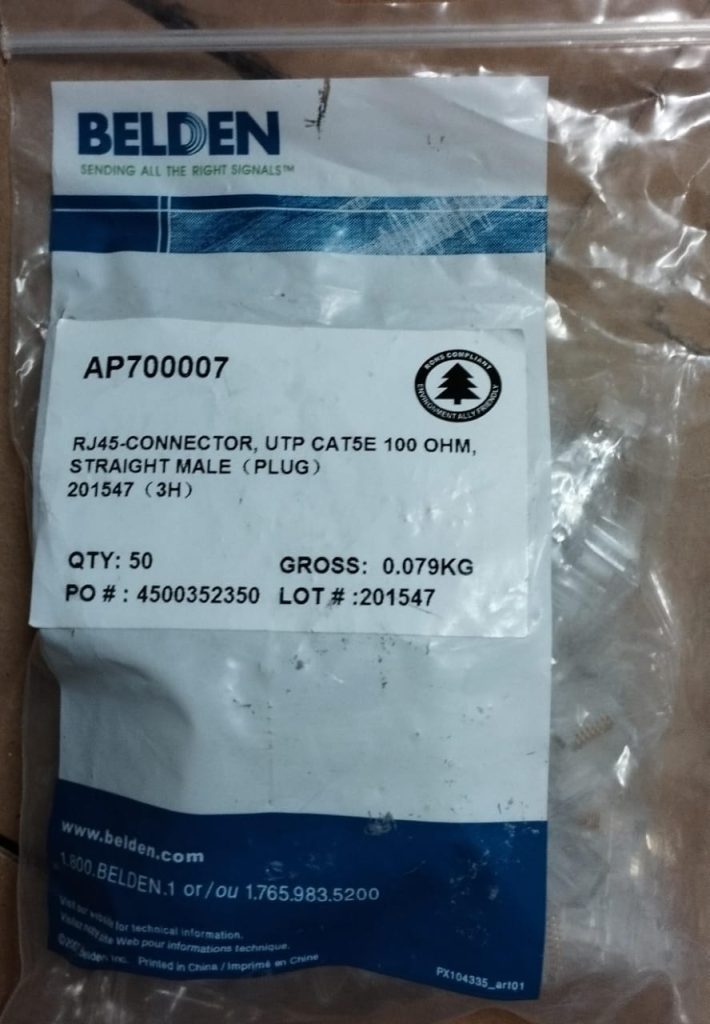 BELDEN
SENDING ALL THE RIGHT SIGNALS™
AP700007
ROHS COMPLIANT
ENVIRONMENTALLY FRIENDLY
RJ45-CONNECTOR, UTP CAT5E 100 OHM,
STRAIGHT MALE（PLUG）
201547（3H）
QTY: 50 GROSS: 0.079KG
PO # : 4500352350 LOT # :201547
www.belden.com
1.800.BELDEN.1 or/ou 1.765.983.5200
Visit our website for technical information.
Visitez notre site Web pour informations technique.
Belden Inc. Printed in China / Imprimé en Chine
PX104335_art01